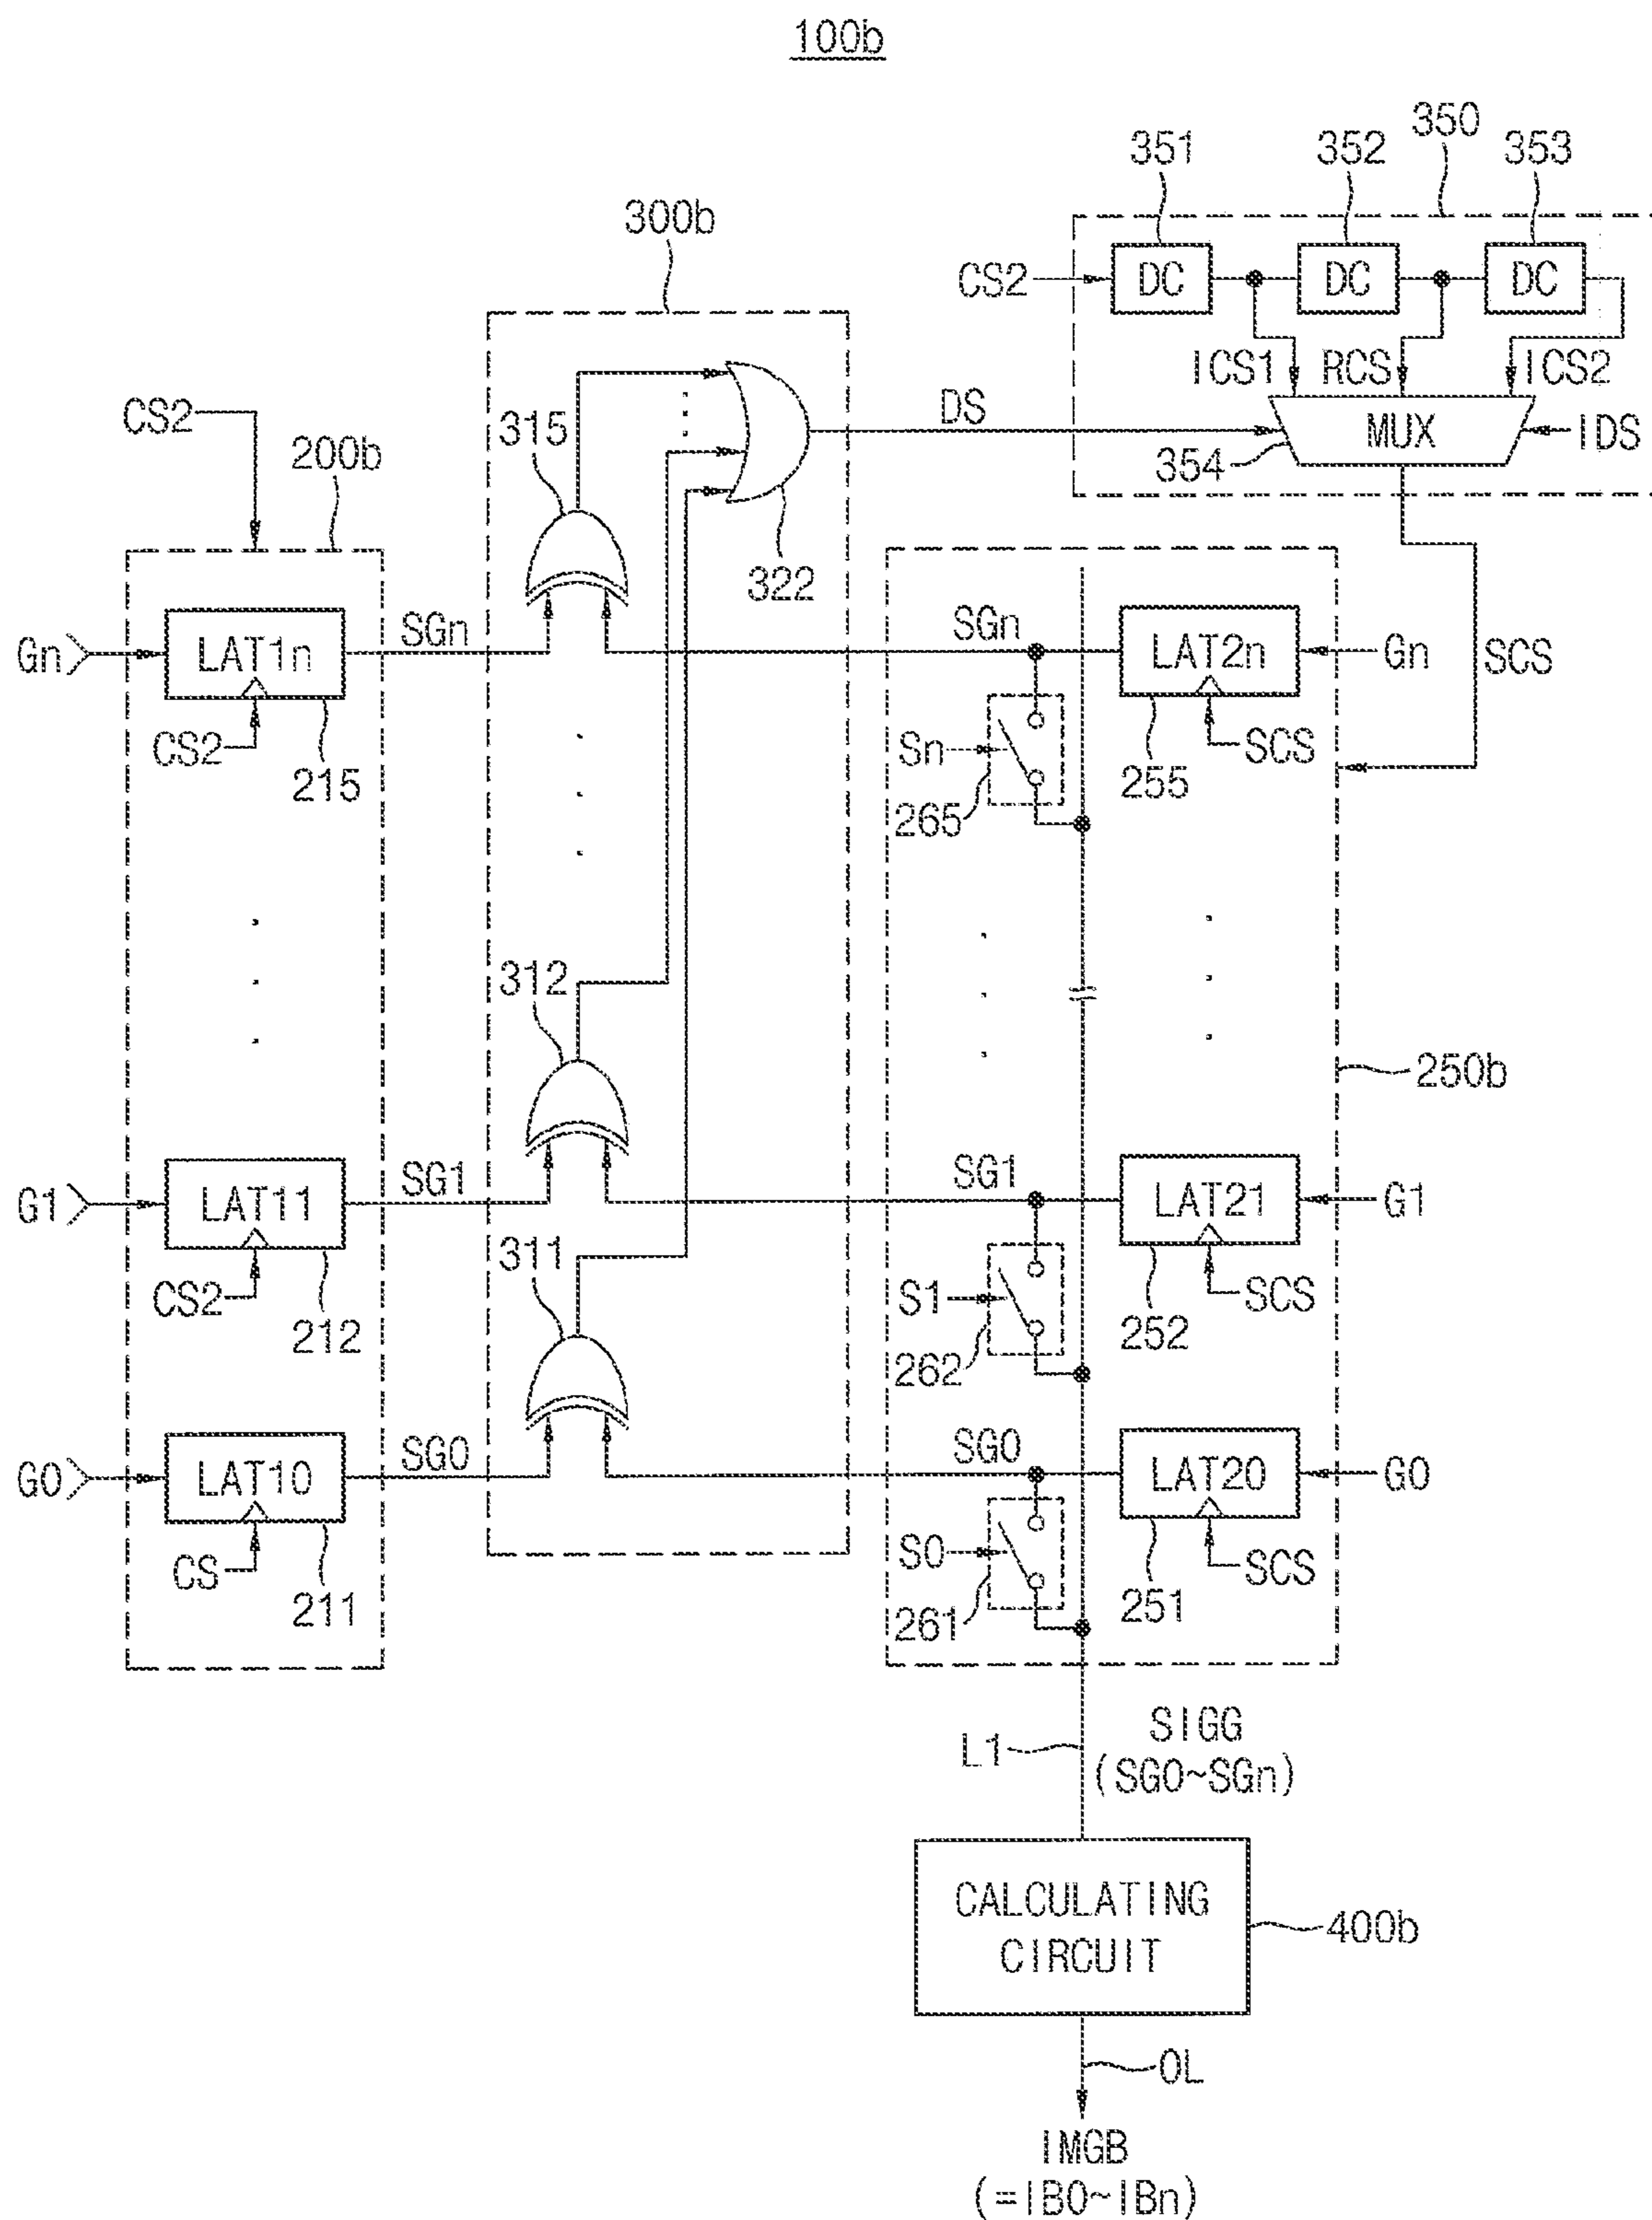 100b
350
351
352
353
300b
CS2
DC
DC
DC
ICS1
RCS
ICS2
CS2
200b
315
DS
MUX
IDS
354
322
Gn
LAT1n
SGn
SGn
LAT2n
Gn
SCS
CS2
215
Sn
265
SCS
255
312
250b
G1
LAT11
SG1
SG1
LAT21
G1
CS2
212
311
S1
262
SCS
252
G0
LAT10
SG0
SG0
LAT20
G0
CS
211
S0
261
SCS
251
L1
SIGG
(SG0~SGn)
CALCULATING
CIRCUIT
400b
OL
IMGB
(=IB0~IBn)